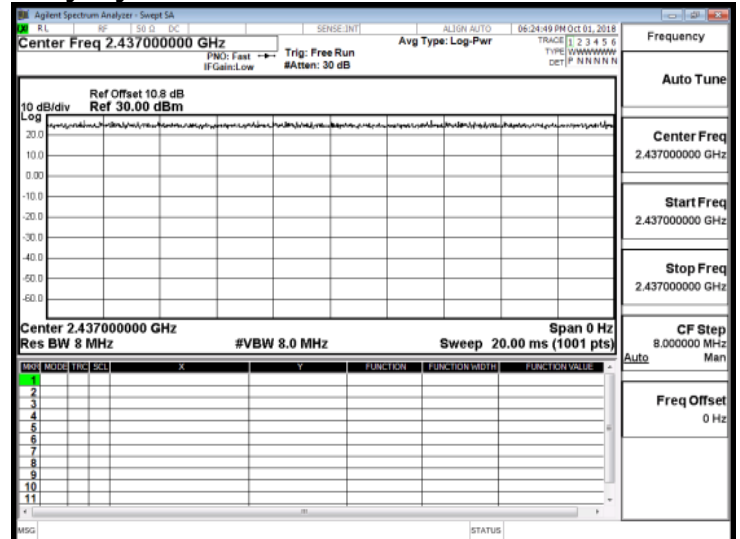 Agilent Spectrum Analyzer - Swept SA
RL RF 50 Ω DC SENSE:INT ALIGN AUTO 06:24:49 PM Oct 01, 2018
Center Freq 2.437000000 GHz
PNO: Fast
IFGain:Low
Trig: Free Run
#Atten: 30 dB
Avg Type: Log-Pwr
TRACE 1 2 3 4 5 6
TYPE WWWWWW
DET P N N N N N
Ref Offset 10.8 dB
10 dB/div Ref 30.00 dBm
Log
20.0
10.0
0.00
-10.0
-20.0
-30.0
-40.0
-50.0
-60.0
Center 2.437000000 GHz Span 0 Hz
Res BW 8 MHz #VBW 8.0 MHz Sweep 20.00 ms (1001 pts)
MKR MODE TRC SCL X Y FUNCTION FUNCTION WIDTH FUNCTION VALUE
1
2
3
4
5
6
7
8
9
10
11
MSG STATUS
Frequency
Auto Tune
Center Freq
2.437000000 GHz
Start Freq
2.437000000 GHz
Stop Freq
2.437000000 GHz
CF Step
8.000000 MHz
Auto Man
Freq Offset
0 Hz